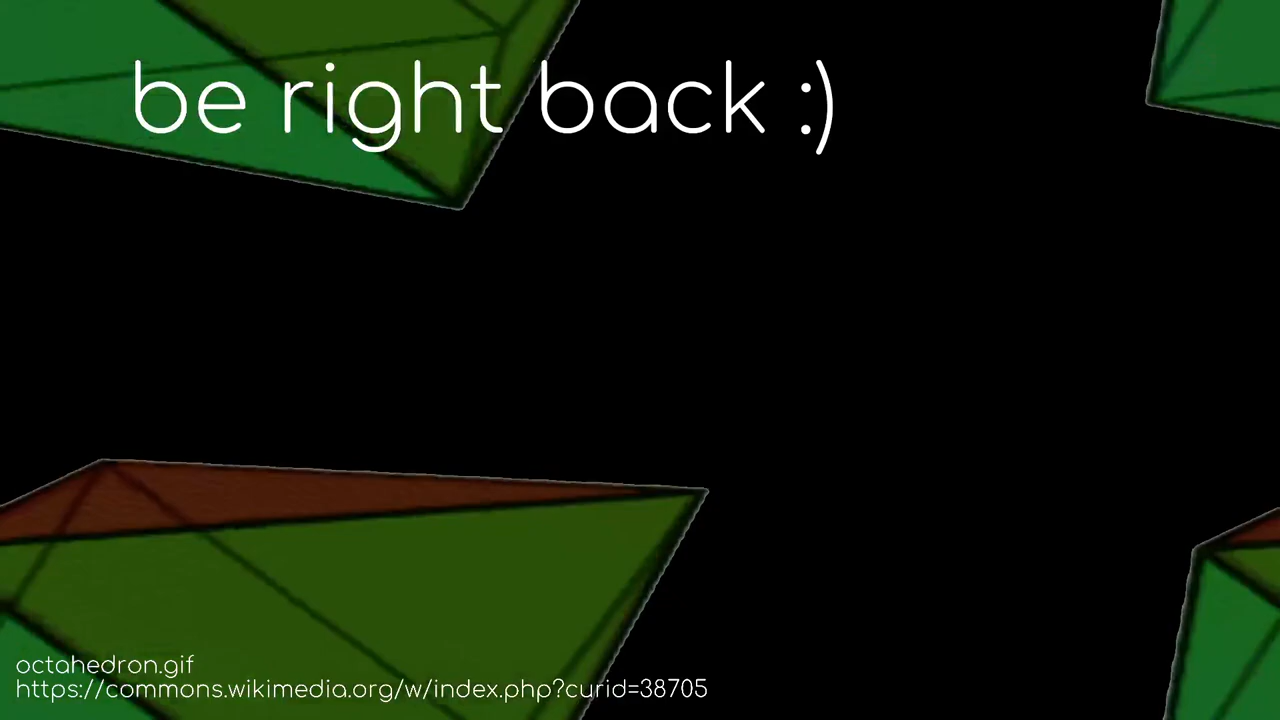 be right back :)
octahedron.gif
https://commons.wikimedia.org/w/index.php?curid=38705